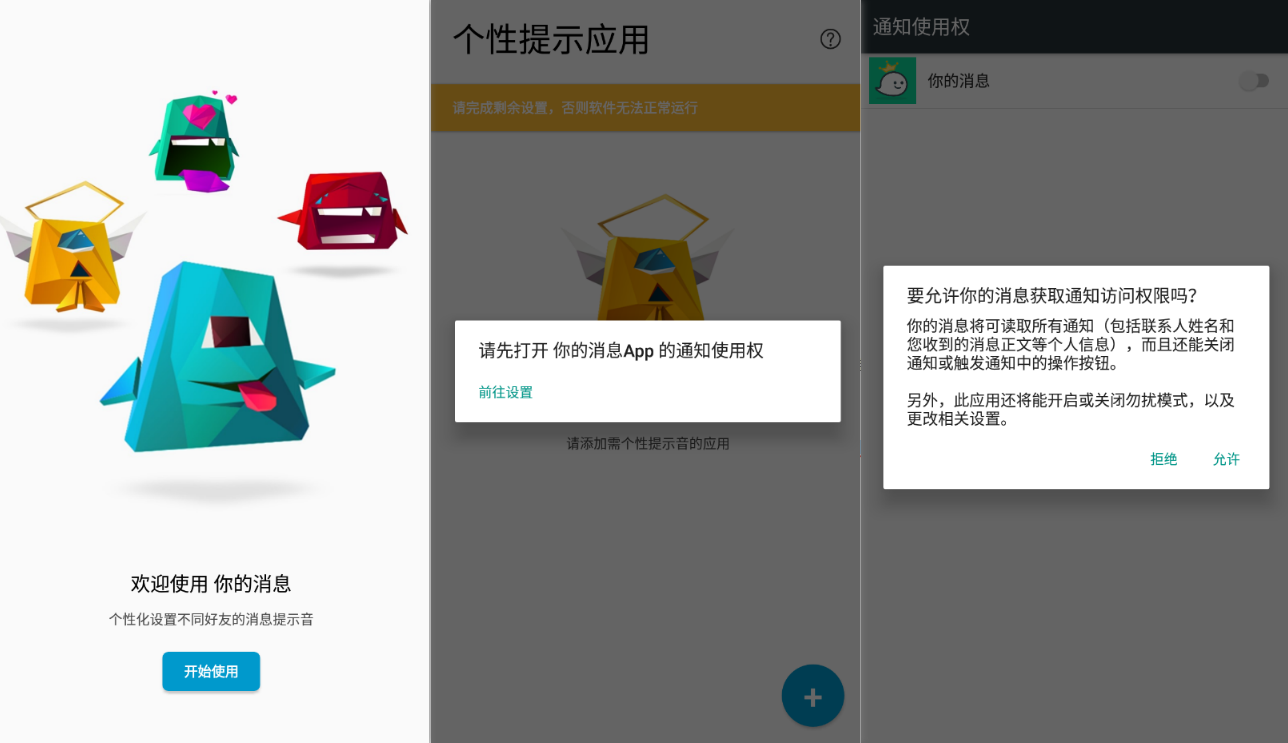 欢迎使用 你的消息
个性化设置不同好友的消息提示音
开始使用
个性提示应用
请完成剩余设置，否则软件无法正常运行
请先打开 你的消息App 的通知使用权
前往设置
请添加需个性提示音的应用
通知使用权
你的消息
要允许你的消息获取通知访问权限吗？
你的消息将可读取所有通知（包括联系人姓名和
您收到的消息正文等个人信息），而且还能关闭
通知或触发通知中的操作按钮。
另外，此应用还将能开启或关闭勿扰模式，以及
更改相关设置。
拒绝
允许